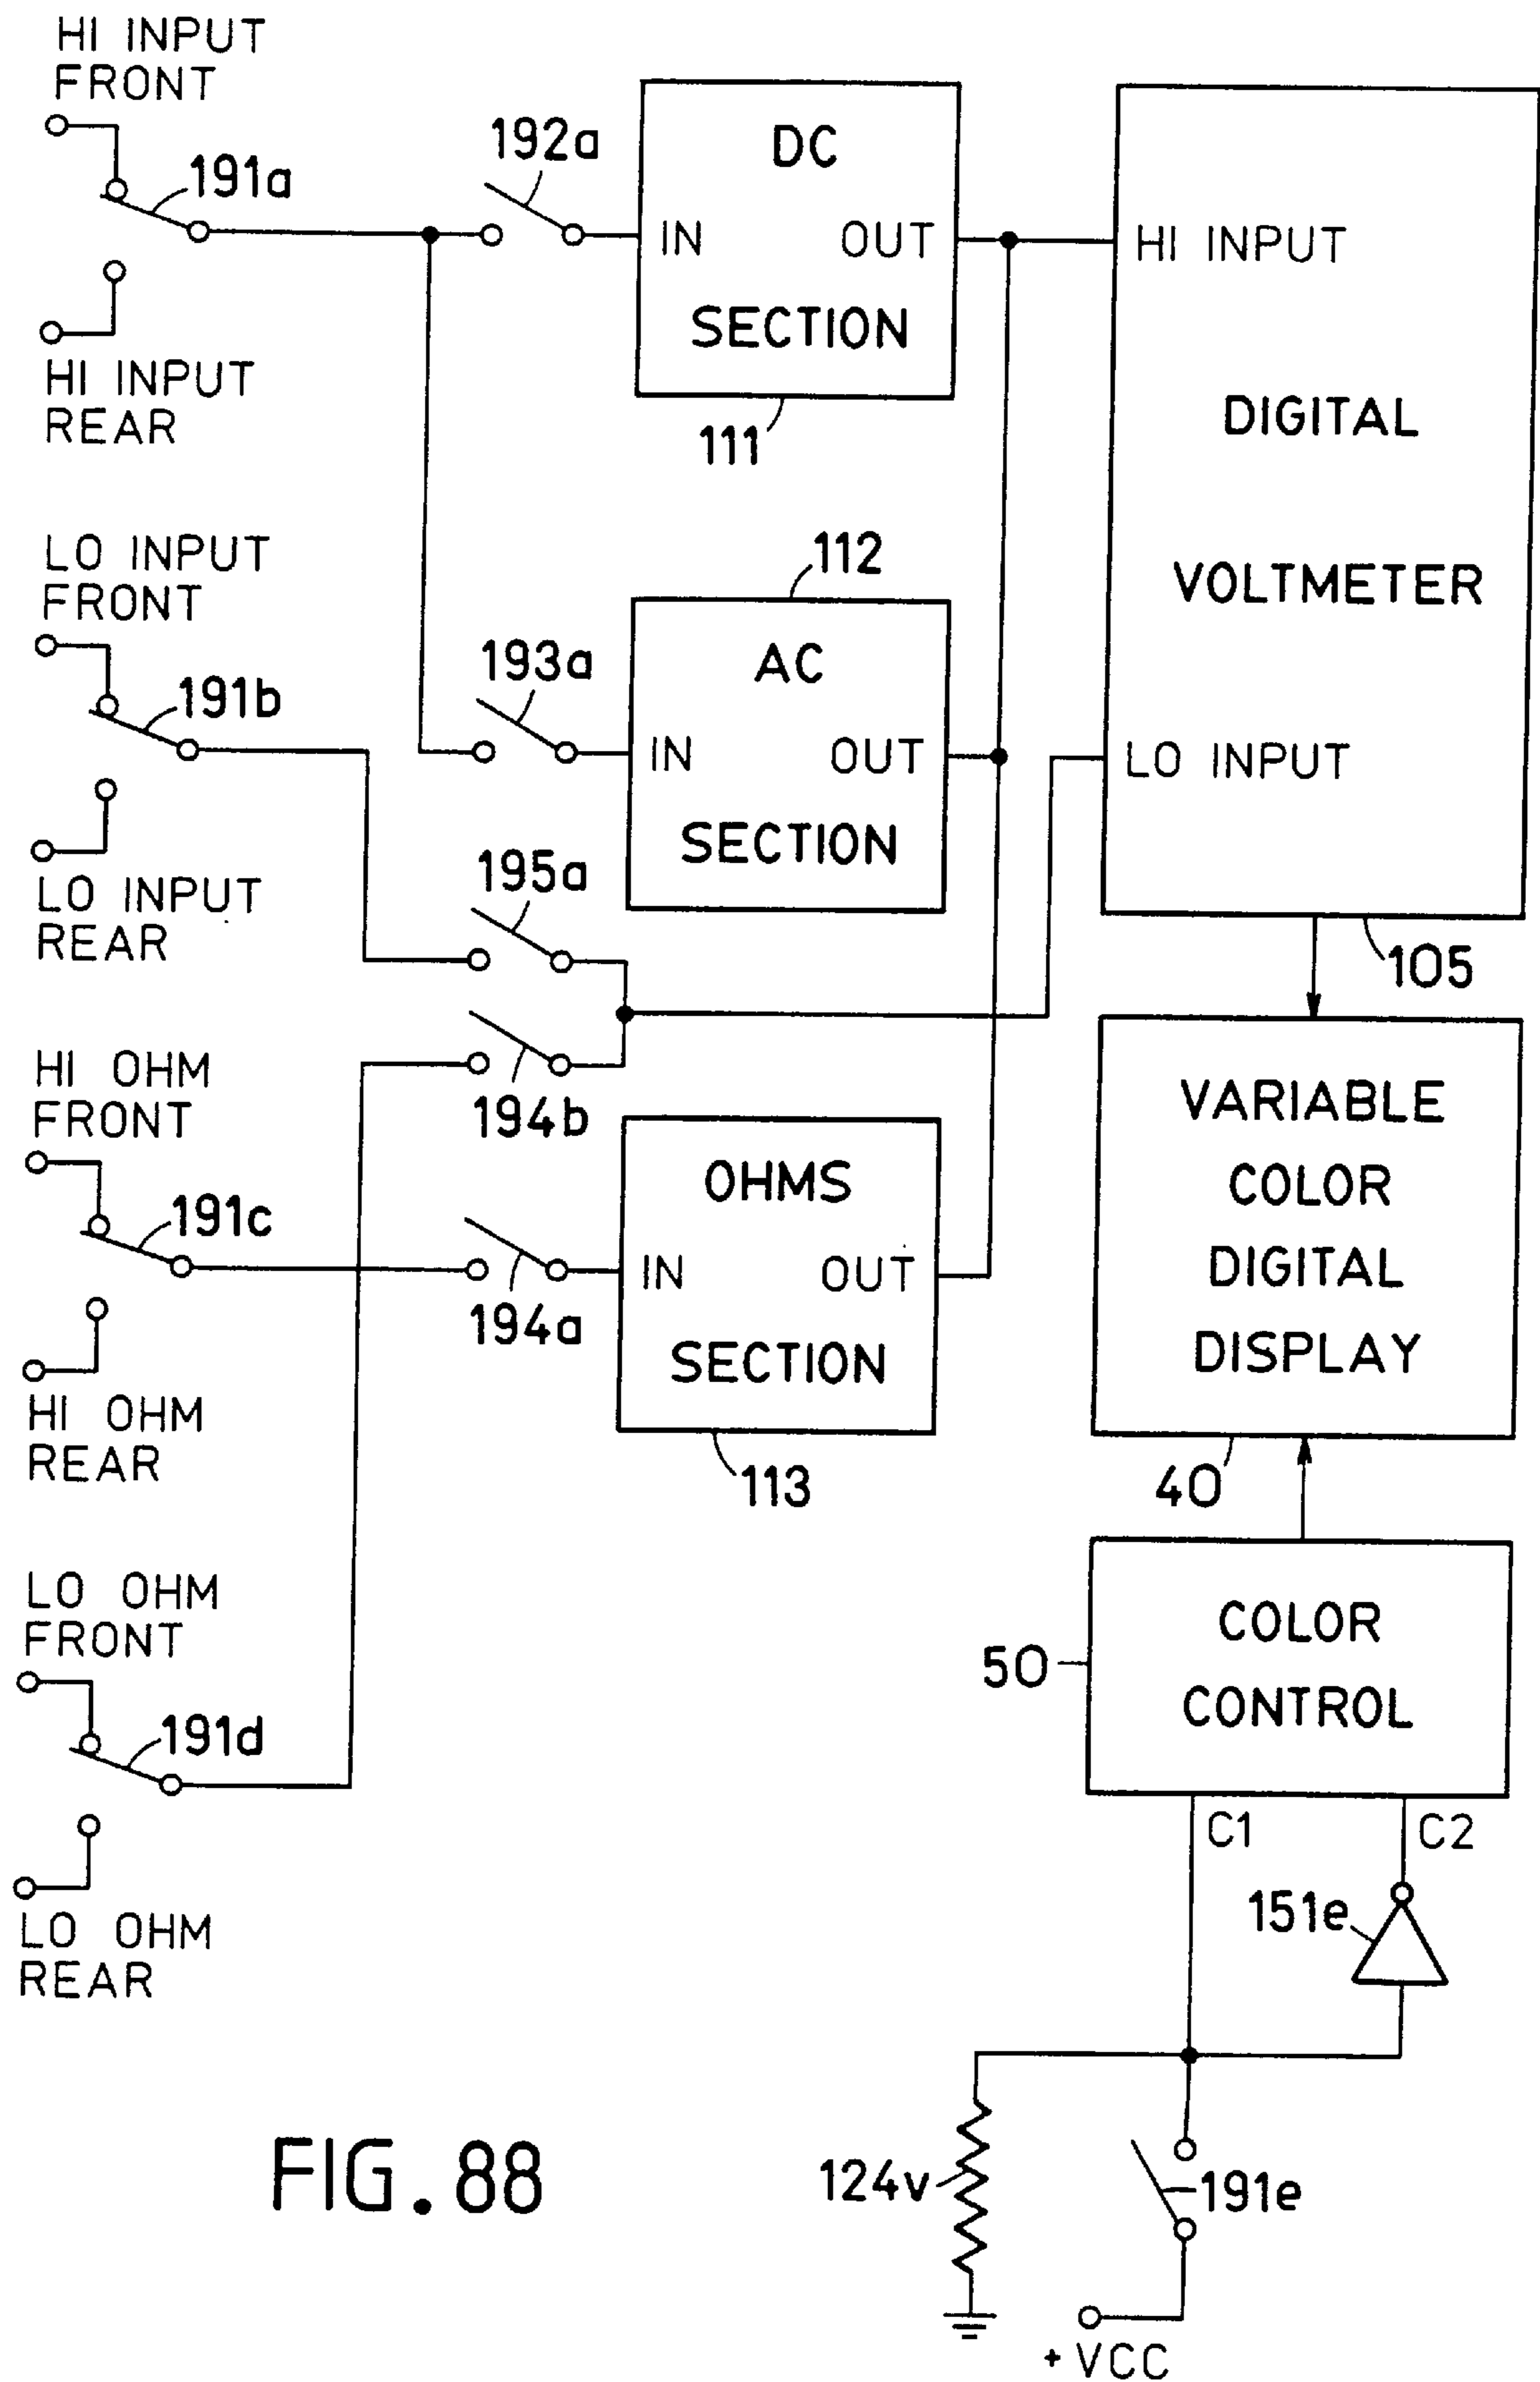 HI INPUT
FRONT
191a
HI INPUT
REAR
192a
DC
IN
OUT
SECTION
111
HI INPUT
DIGITAL
VOLTMETER
LO INPUT
105
LO INPUT
FRONT
191b
LO INPUT
REAR
112
193a
AC
IN
OUT
SECTION
195a
194b
HI OHM
FRONT
191c
HI OHM
REAR
194a
OHMS
IN
OUT
SECTION
113
VARIABLE
COLOR
DIGITAL
DISPLAY
40
LO OHM
FRONT
191d
LO OHM
REAR
50
COLOR
CONTROL
C1
C2
151e
124v
191e
+VCC
FIG. 88